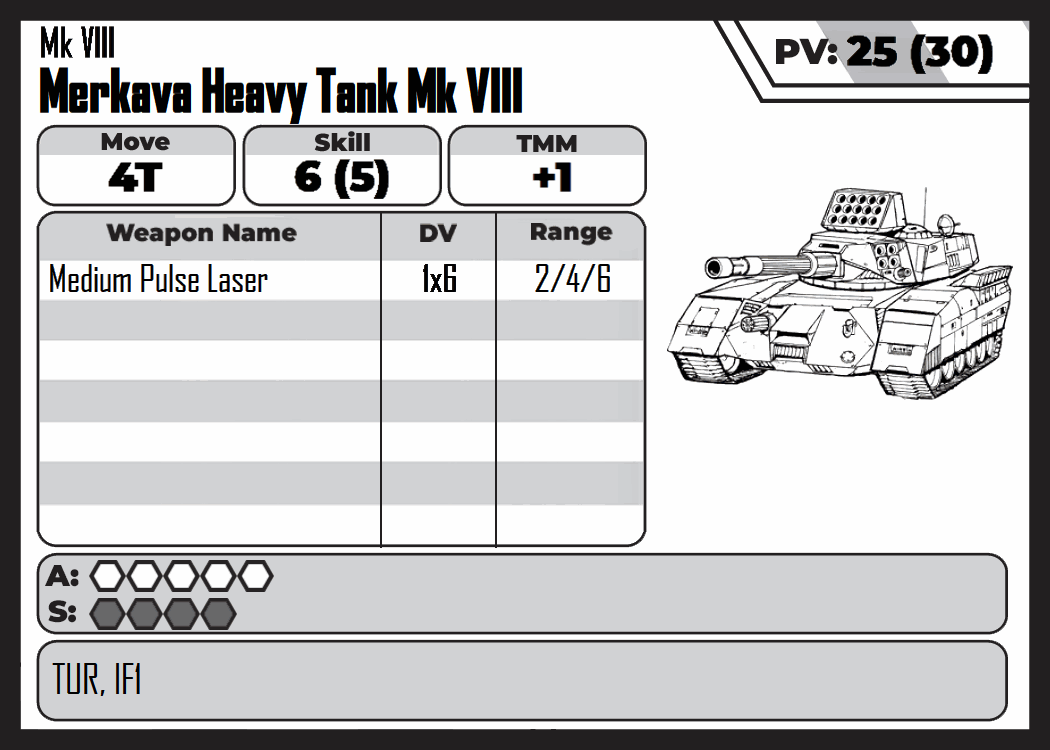 Mk VIII
PV: 25 (30)
Merkava Heavy Tank Mk VIII
Move Skill TMM
4T 6 (5) +1
Weapon Name DV Range
Medium Pulse Laser 1x6 2/4/6
A:
S:
TUR, IF1